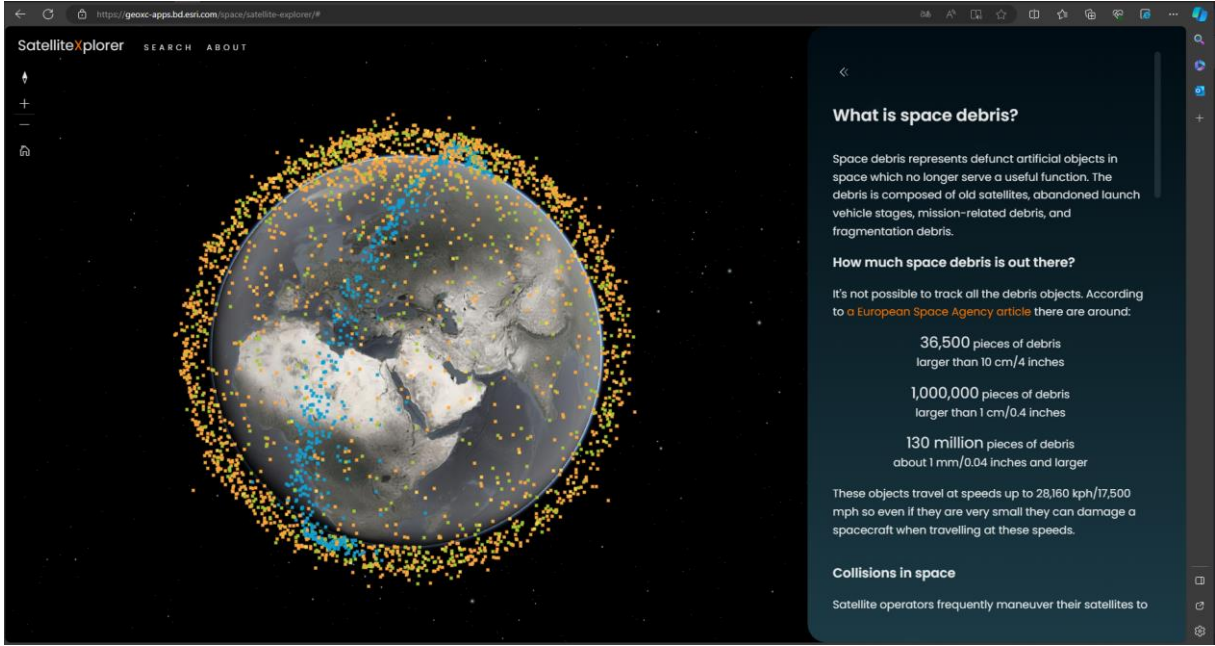 https://geoxc-apps.bd.esri.com/space/satellite-explorer/#
SatelliteXplorer SEARCH ABOUT
What is space debris?
Space debris represents defunct artificial objects in
space which no longer serve a useful function. The
debris is composed of old satellites, abandoned launch
vehicle stages, mission-related debris, and
fragmentation debris.
How much space debris is out there?
It's not possible to track all the debris objects. According
to a European Space Agency article there are around:
36,500 pieces of debris
larger than 10 cm/4 inches
1,000,000 pieces of debris
larger than 1 cm/0.4 inches
130 million pieces of debris
about 1 mm/0.04 inches and larger
These objects travel at speeds up to 28,160 kph/17,500
mph so even if they are very small they can damage a
spacecraft when travelling at these speeds.
Collisions in space
Satellite operators frequently maneuver their satellites to